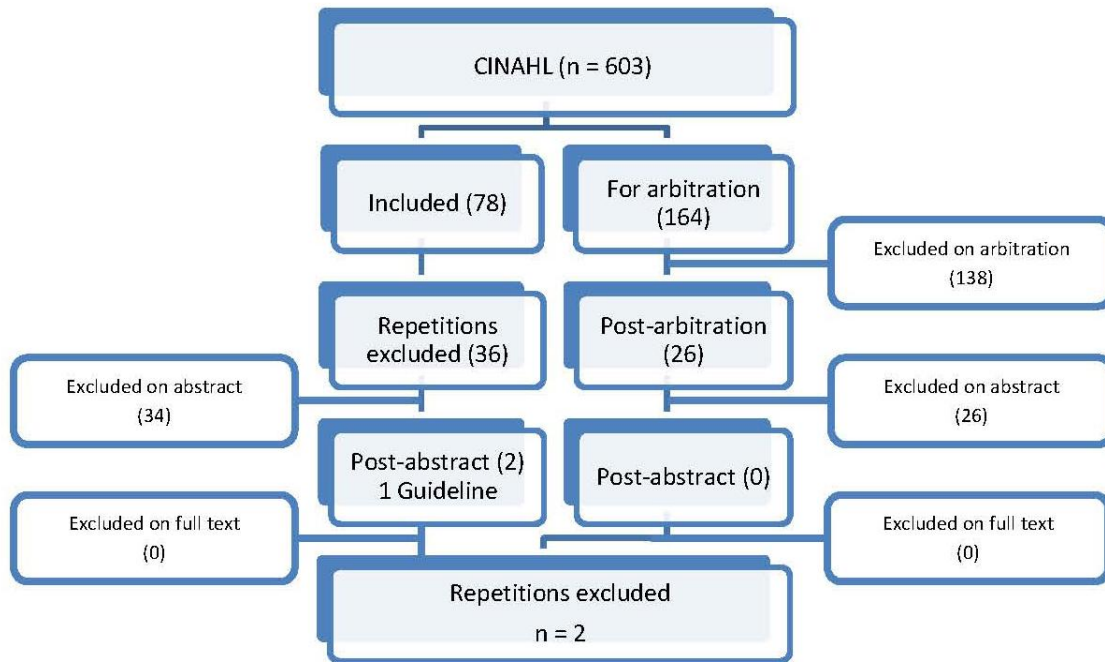 CINAHL (n = 603)
Included (78)
For arbitration
(164)
Excluded on arbitration
(138)
Repetitions
excluded (36)
Post-arbitration
(26)
Excluded on abstract
(34)
Excluded on abstract
(26)
Post-abstract (2)
1 Guideline
Post-abstract (0)
Excluded on full text
(0)
Excluded on full text
(0)
Repetitions excluded
n = 2